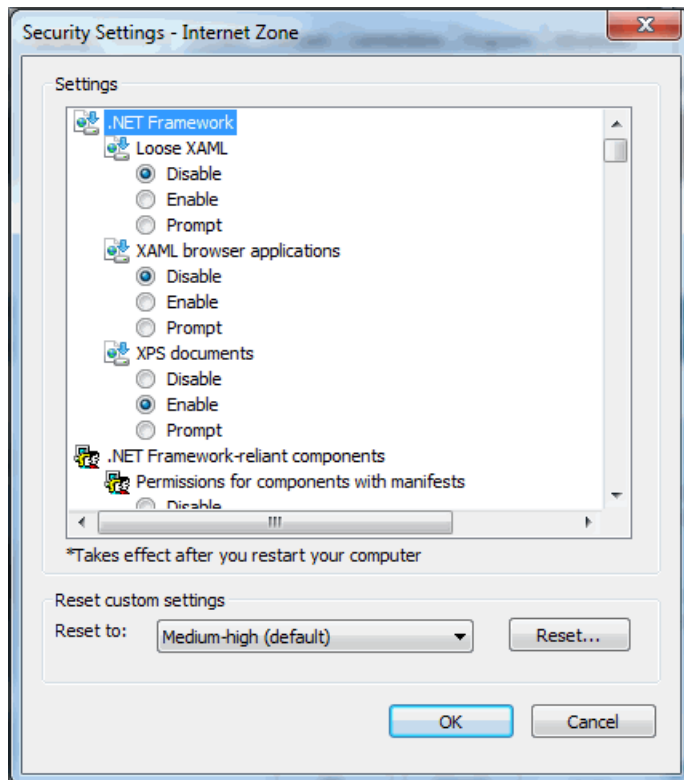 Security Settings - Internet Zone
Settings
.NET Framework
Loose XAML
Disable
Enable
Prompt
XAML browser applications
Disable
Enable
Prompt
XPS documents
Disable
Enable
Prompt
.NET Framework-reliant components
Permissions for components with manifests
Disable
*Takes effect after you restart your computer
Reset custom settings
Reset to: Medium-high (default) Reset...
OK Cancel